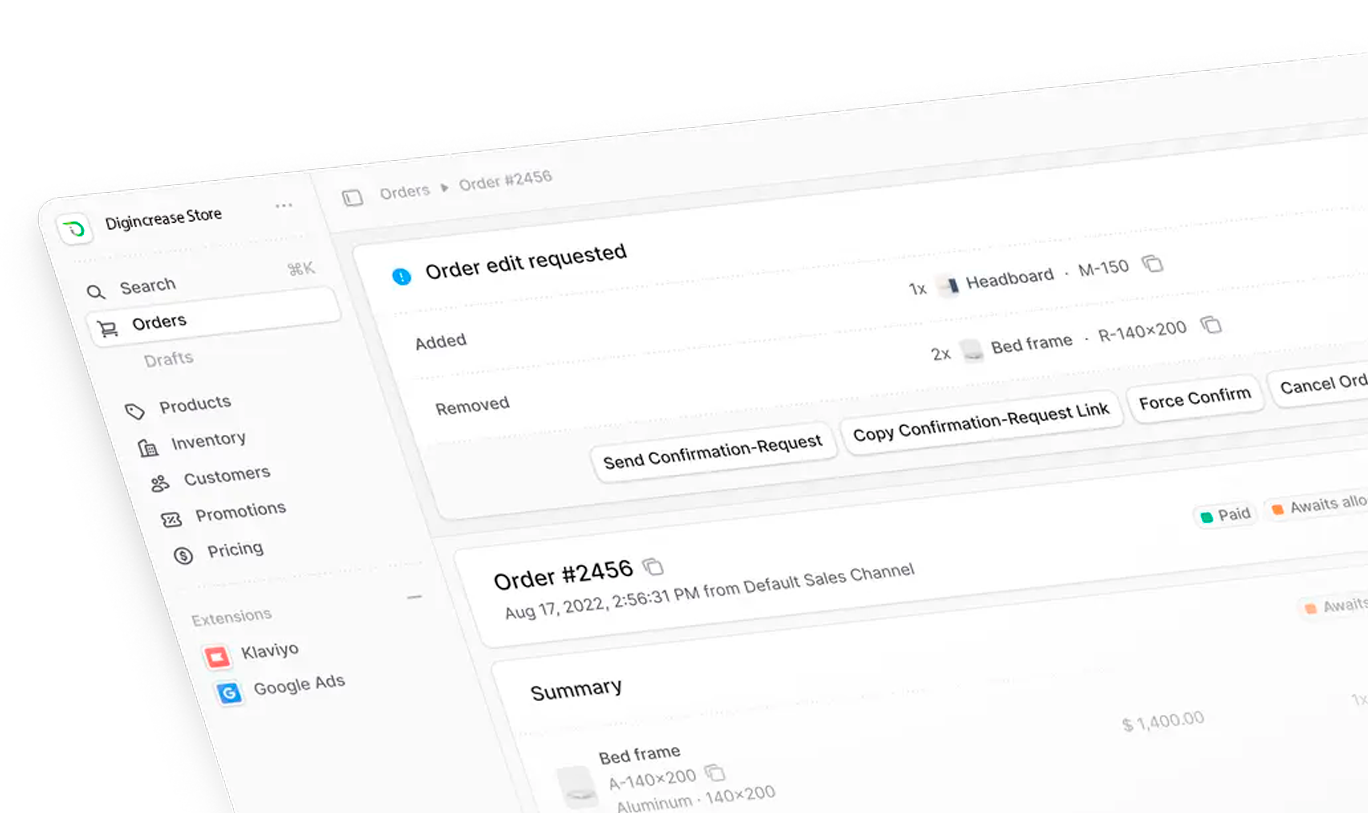 Digincrease Store
Orders
Order #2456
Search
⌘K
Orders
Drafts
Products
Inventory
Customers
Promotions
Pricing
Extensions
Klaviyo
Google Ads
Order edit requested
Added
1x Headboard · M-150
Removed
2x Bed frame · R-140×200
Send Confirmation-Request
Copy Confirmation-Request Link
Force Confirm
Cancel Ord
Order #2456
Paid
Awaits allo
Aug 17, 2022, 2:56:31 PM from Default Sales Channel
Awaits
Summary
Bed frame
$ 1,400.00
1x
A-140×200
Aluminum · 140×200